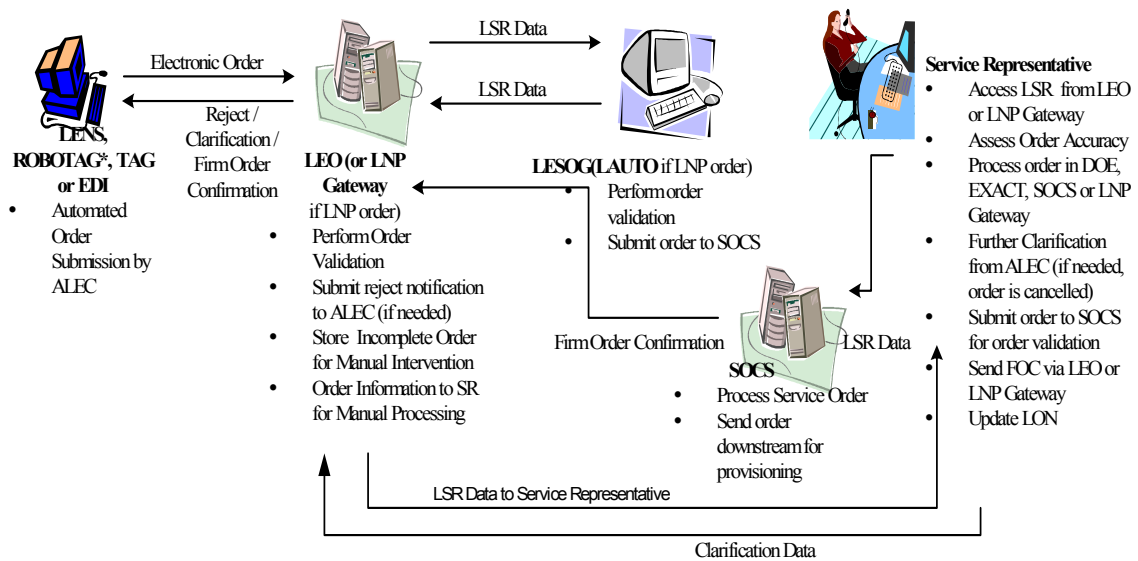 LSR Data
Electronic Order
LSR Data
Reject /
Clarification /
Firm Order
Confirmation
LENS,
ROBOTAG*, TAG
or EDI
• Automated
Order
Submission by
ALEC
LEO (or LNP
Gateway
if LNP order)
• Perform Order
Validation
• Submit reject notification
to ALEC (if needed)
• Store Incomplete Order
for Manual Intervention
• Order Information to SR
for Manual Processing
LESOG(LAUTO if LNP order)
• Perform order
validation
• Submit order to SOCS
Service Representative
• Access LSR from LEO
or LNP Gateway
• Assess Order Accuracy
• Process order in DOE,
EXACT, SOCS or LNP
Gateway
• Further Clarification
from ALEC (if needed,
order is cancelled)
• Submit order to SOCS
for order validation
• Send FOC via LEO or
LNP Gateway
• Update LON
Firm Order Confirmation
LSR Data
SOCS
• Process Service Order
• Send order
downstream for
provisioning
LSR Data to Service Representative
Clarification Data